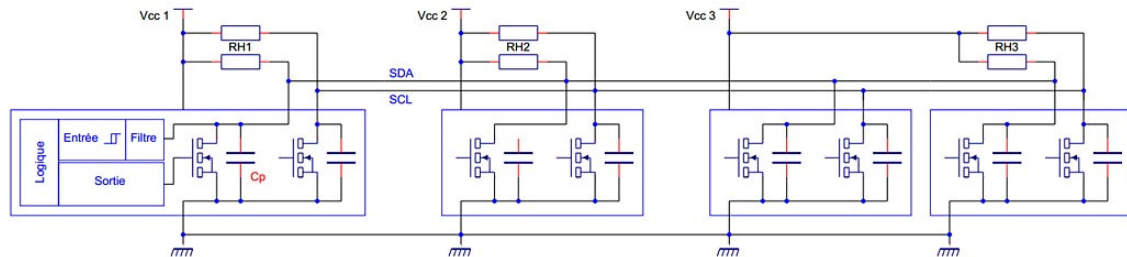 Vcc 1
Vcc 2
Vcc 3
RH1
RH2
RH3
SDA
SCL
Logique
Entrée
Filtre
Sortie
Cp